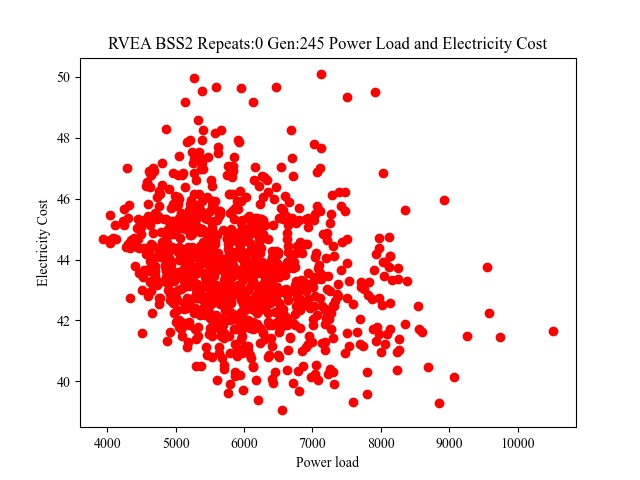 RVEA BSS2 Repeats:0 Gen:245 Power Load and Electricity Cost
50
48
46
44
42
40
Electricity Cost
4000 5000 6000 7000 8000 9000 10000
Power load